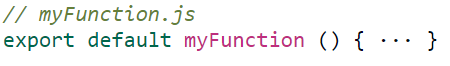 // myFunction.js
export default myFunction () { ··· }